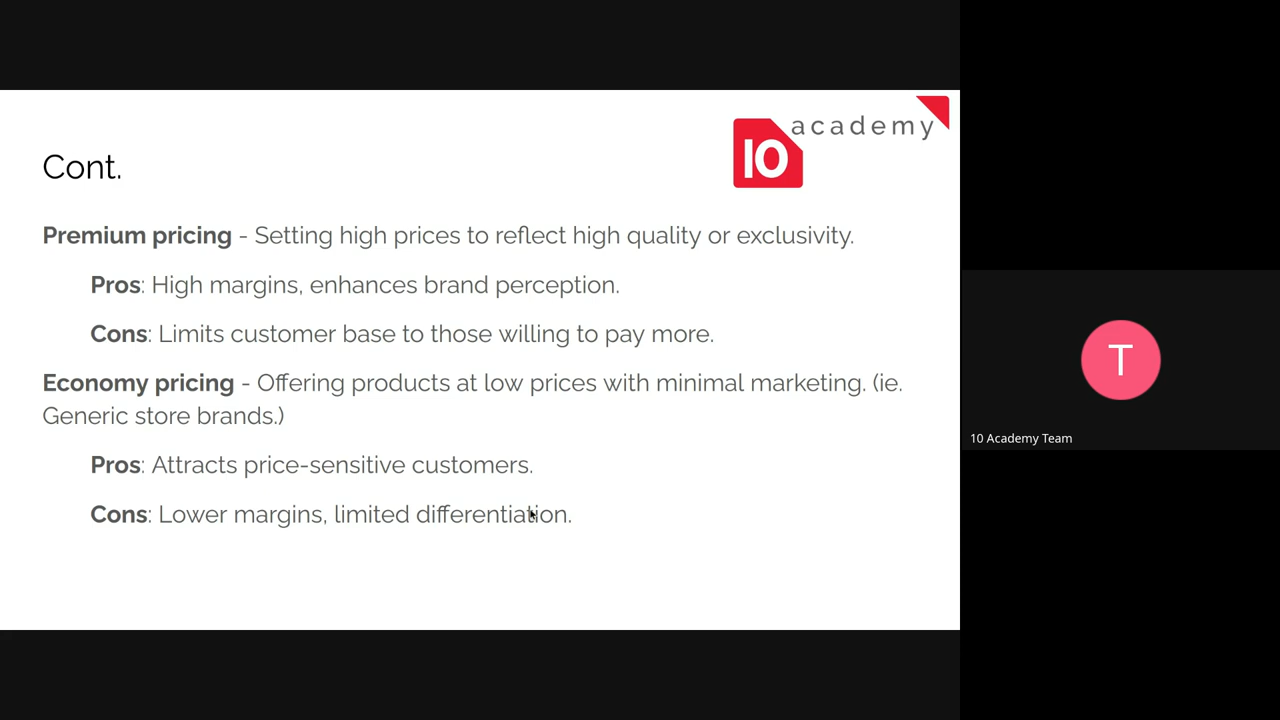 academy
10
Cont.
Premium pricing - Setting high prices to reflect high quality or exclusivity.
Pros: High margins, enhances brand perception.
Cons: Limits customer base to those willing to pay more.
Economy pricing - Offering products at low prices with minimal marketing. (ie.
Generic store brands.)
Pros: Attracts price-sensitive customers.
Cons: Lower margins, limited differentiation.
T
10 Academy Team